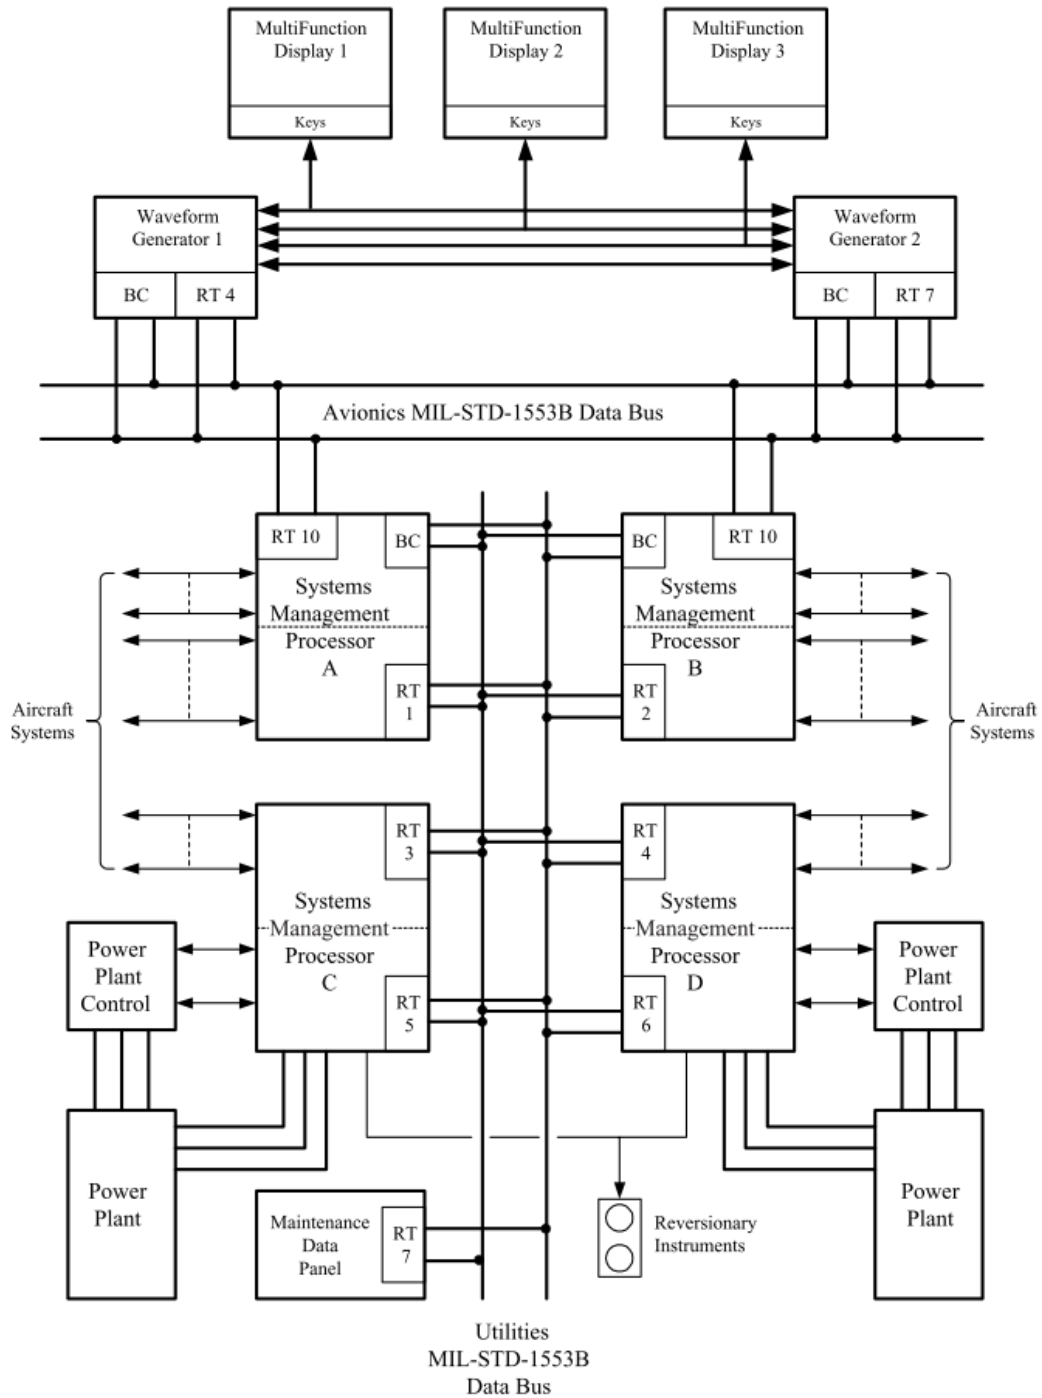 MultiFunction
Display 1
Keys
MultiFunction
Display 2
Keys
MultiFunction
Display 3
Keys
Waveform
Generator 1
BC
RT 4
Waveform
Generator 2
BC
RT 7
Avionics MIL-STD-1553B Data Bus
RT 10
BC
Systems
Management
Processor
A
RT
1
BC
RT 10
Systems
Management
Processor
B
RT
2
Aircraft
Systems
Aircraft
Systems
RT
3
Systems
Management
Processor
C
RT
5
RT
4
Systems
Management
Processor
D
RT
6
Power
Plant
Control
Power
Plant
Control
Power
Plant
Power
Plant
Maintenance
Data
Panel
RT
7
Reversionary
Instruments
Utilities
MIL-STD-1553B
Data Bus